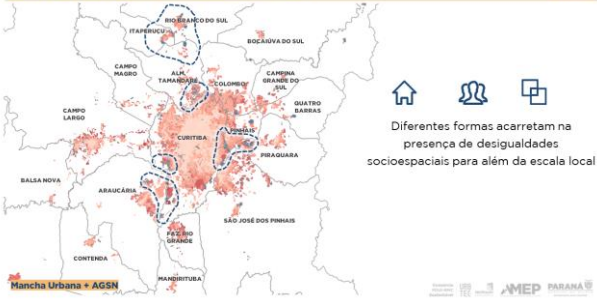 RIO BRANCO DO SUL
ITAPERUÇU
BOCAIÚVA DO SUL
CAMPO
MAGRO
ALM.
TAMANDARÉ
COLOMBO
CAMPINA
GRANDE DO
SUL
QUATRO
BARRAS
CAMPO
LARGO
CURITIBA
PINHAIS
PIRAQUARA
BALSA NOVA
ARAUCÁRIA
SÃO JOSÉ DOS PINHAIS
FAZ. RIO
GRANDE
CONTENDA
MANDIRITUBA
Mancha Urbana + AGSN
Diferentes formas acarretam na
presença de desigualdades
socioespaciais para além da escala local
AMEP
PARANÁ